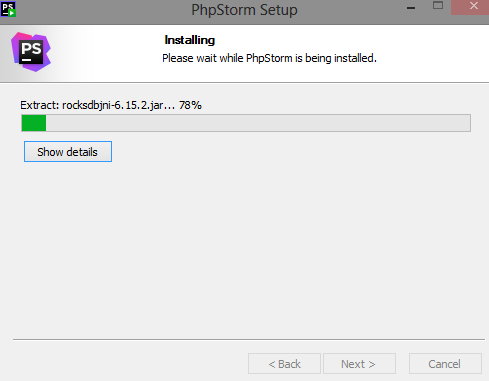 PS
PhpStorm Setup
PS
Installing
Please wait while PhpStorm is being installed.
Extract: rocksdbjni-6.15.2.jar... 78%
Show details
< Back
Next >
Cancel